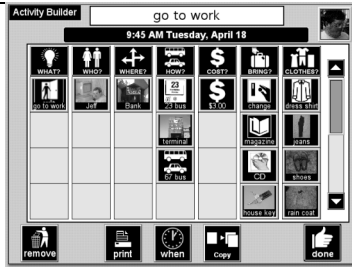 Activity Builder
go to work
9:45 AM Tuesday, April 18
WHAT? WHO? WHERE? HOW? COST? BRING? CLOTHES?
go to work Jeff Bank 23 bus $3.00 change dress shirt
terminal magazine jeans
67 bus CD shoes
house key rain coat
remove print when Copy done